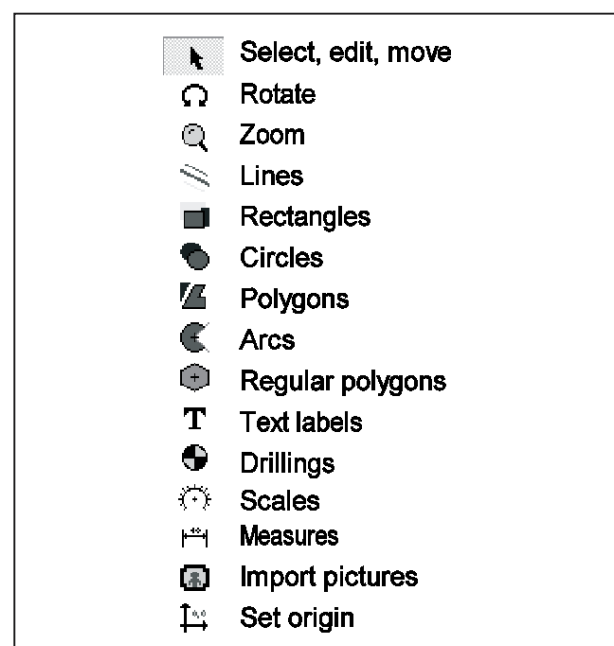 Select, edit, move
Rotate
Zoom
Lines
Rectangles
Circles
Polygons
Arcs
Regular polygons
T Text labels
Drillings
Scales
Measures
Import pictures
Set origin